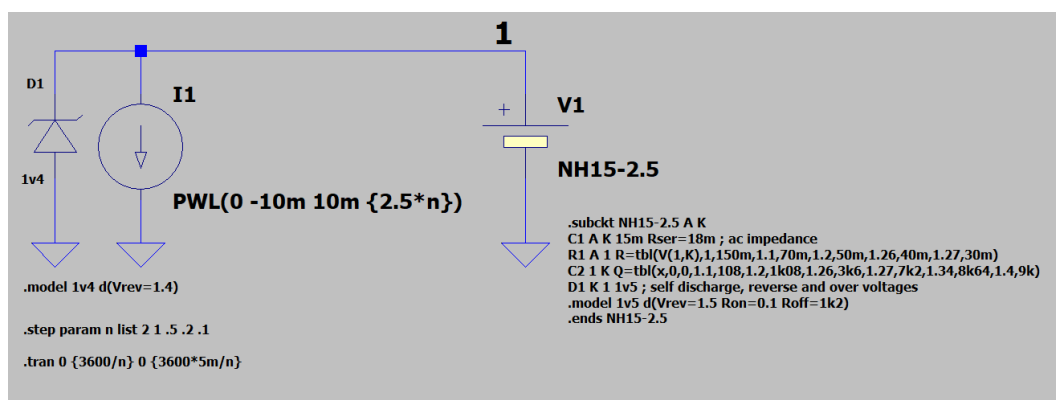 1
D1
I1
+
V1
1v4
NH15-2.5
PWL(0 -10m 10m {2.5*n})
.subckt NH15-2.5 A K
C1 A K 15m Rser=18m ; ac impedance
R1 A 1 R=tbl(V(1,K),1,150m,1.1,70m,1.2,50m,1.26,40m,1.27,30m)
C2 1 K Q=tbl(x,0,0,1.1,108,1.2,1k08,1.26,3k6,1.27,7k2,1.34,8k64,1.4,9k)
D1 K 1 1v5 ; self discharge, reverse and over voltages
.model 1v5 d(Vrev=1.5 Ron=0.1 Roff=1k2)
.ends NH15-2.5
.model 1v4 d(Vrev=1.4)
.step param n list 2 1 .5 .2 .1
.tran 0 {3600/n} 0 {3600*5m/n}